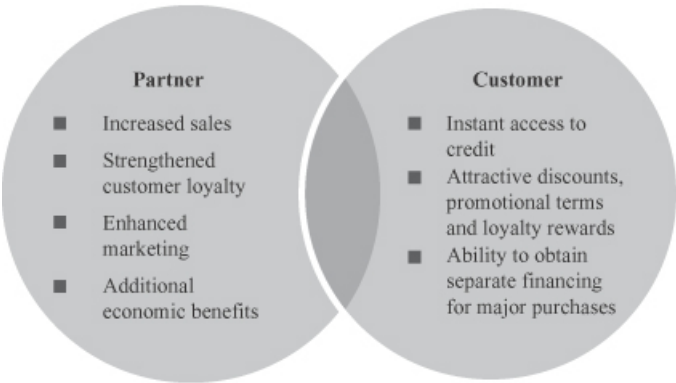 Partner
Increased sales
Strengthened
customer loyalty
Enhanced
marketing
Additional
economic benefits
Customer
Instant access to
credit
Attractive discounts,
promotional terms
and loyalty rewards
Ability to obtain
separate financing
for major purchases